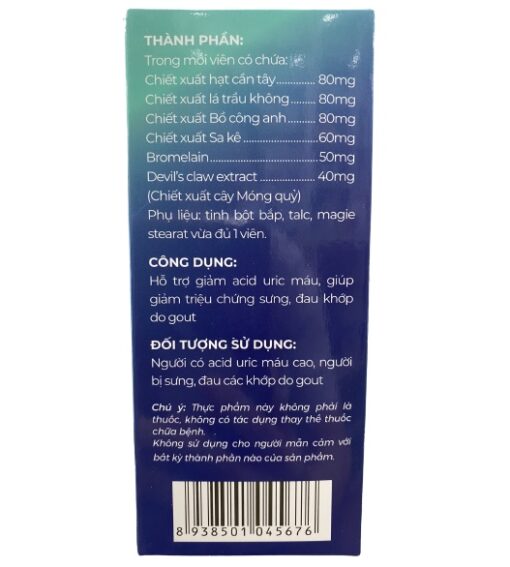 THÀNH PHẦN:
Trong mỗi viên có chứa:
Chiết xuất hạt cần tây.............. 80mg
Chiết xuất lá trầu không......... 80mg
Chiết xuất Bồ công anh.......... 80mg
Chiết xuất Sa kê........................60mg
Bromelain...................................50mg
Devil's claw extract.................. 40mg
(Chiết xuất cây Móng quỷ)
Phụ liệu: tinh bột bắp, talc, magie
stearat vừa đủ 1 viên.
CÔNG DỤNG:
Hỗ trợ giảm acid uric máu, giúp
giảm triệu chứng sưng, đau khớp
do gout
ĐỐI TƯỢNG SỬ DỤNG:
Người có acid uric máu cao, người
bị sưng, đau các khớp do gout
Chú ý: Thực phẩm này không phải là
thuốc, không có tác dụng thay thế thuốc
chữa bệnh.
Không sử dụng cho người mẫn cảm với
bất kỳ thành phần nào của sản phẩm.
8 938501 045676